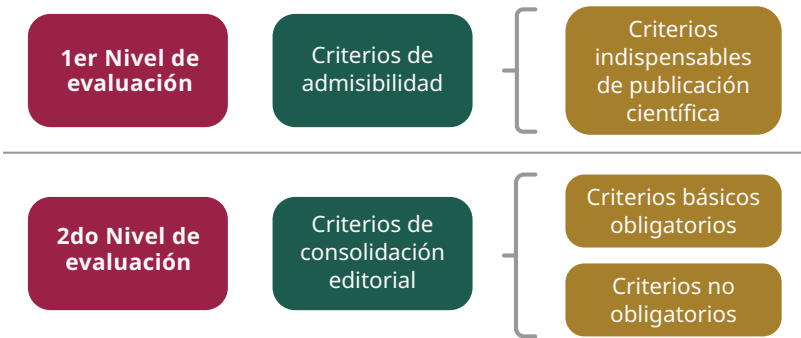 1er Nivel de
evaluación
Criterios de
admisibilidad
Criterios
indispensables
de publicación
científica
2do Nivel de
evaluación
Criterios de
consolidación
editorial
Criterios básicos
obligatorios
Criterios no
obligatorios